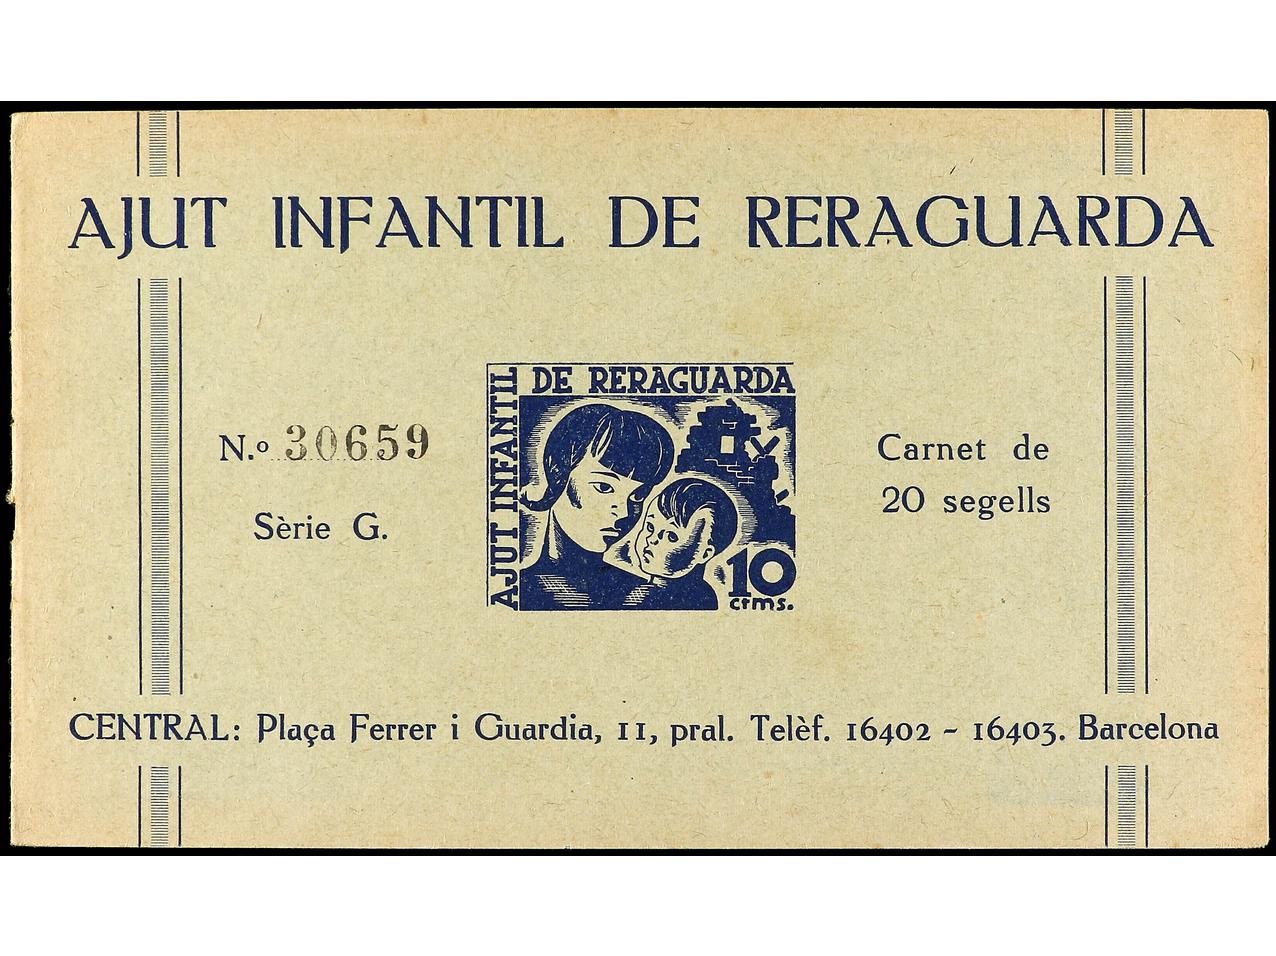 AJUT INFANTIL DE RERAGUARDA
N.º 30659
Sèrie G.
AJUT INFANTIL
DE RERAGUARDA
10
ctms.
Carnet de
20 segells
CENTRAL: Plaça Ferrer i Guardia, 11, pral. Telèf. 16402 - 16403. Barcelona